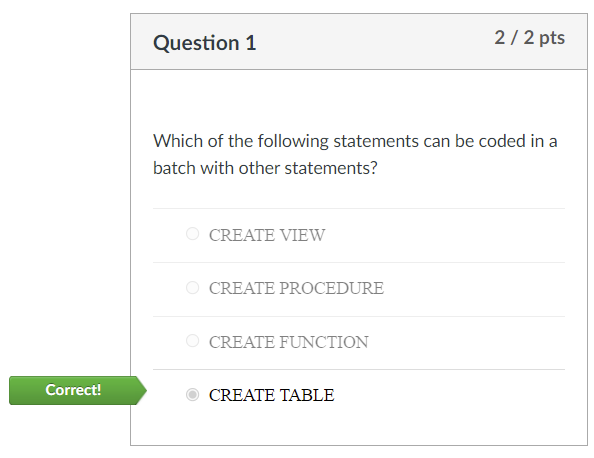 Question 1
2 / 2 pts
Which of the following statements can be coded in a
batch with other statements?
CREATE VIEW
CREATE PROCEDURE
CREATE FUNCTION
Correct!
CREATE TABLE